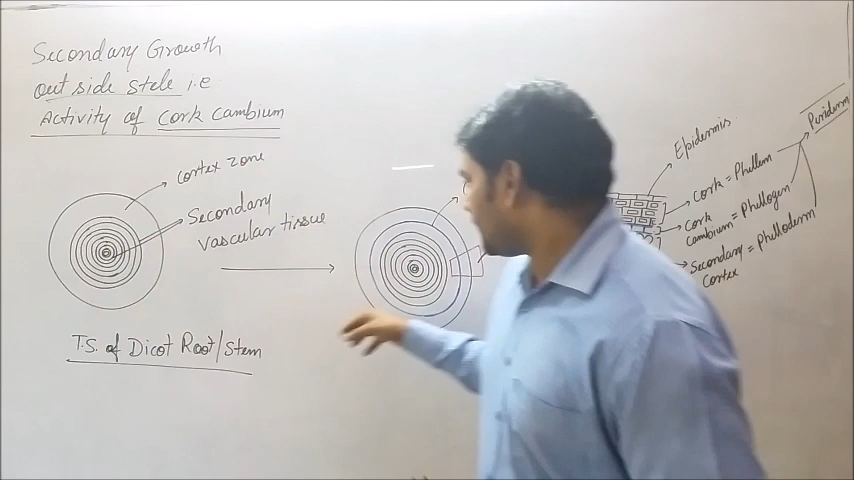 Secondary Growth
out side stele i.e
Activity of cork cambium
cortex zone
Secondary
vascular tissue
T.S. of Dicot Root/Stem
Epidermis
Cork = Phellem
Cork
cambium = Phellogen
Secondary = Phelloderm
Cortex
Periderm